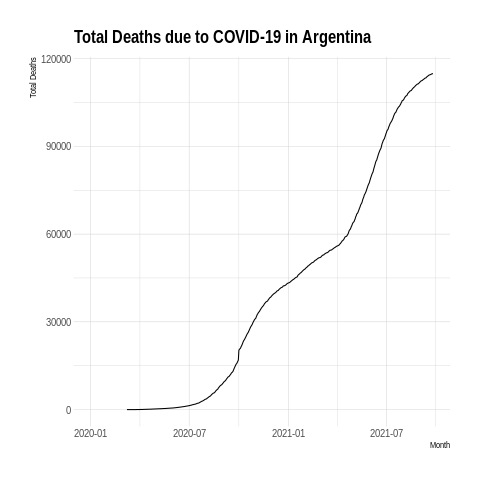 Total Deaths due to COVID-19 in Argentina
Total Deaths
120000
90000
60000
30000
0
2020-01 2020-07 2021-01 2021-07
Month